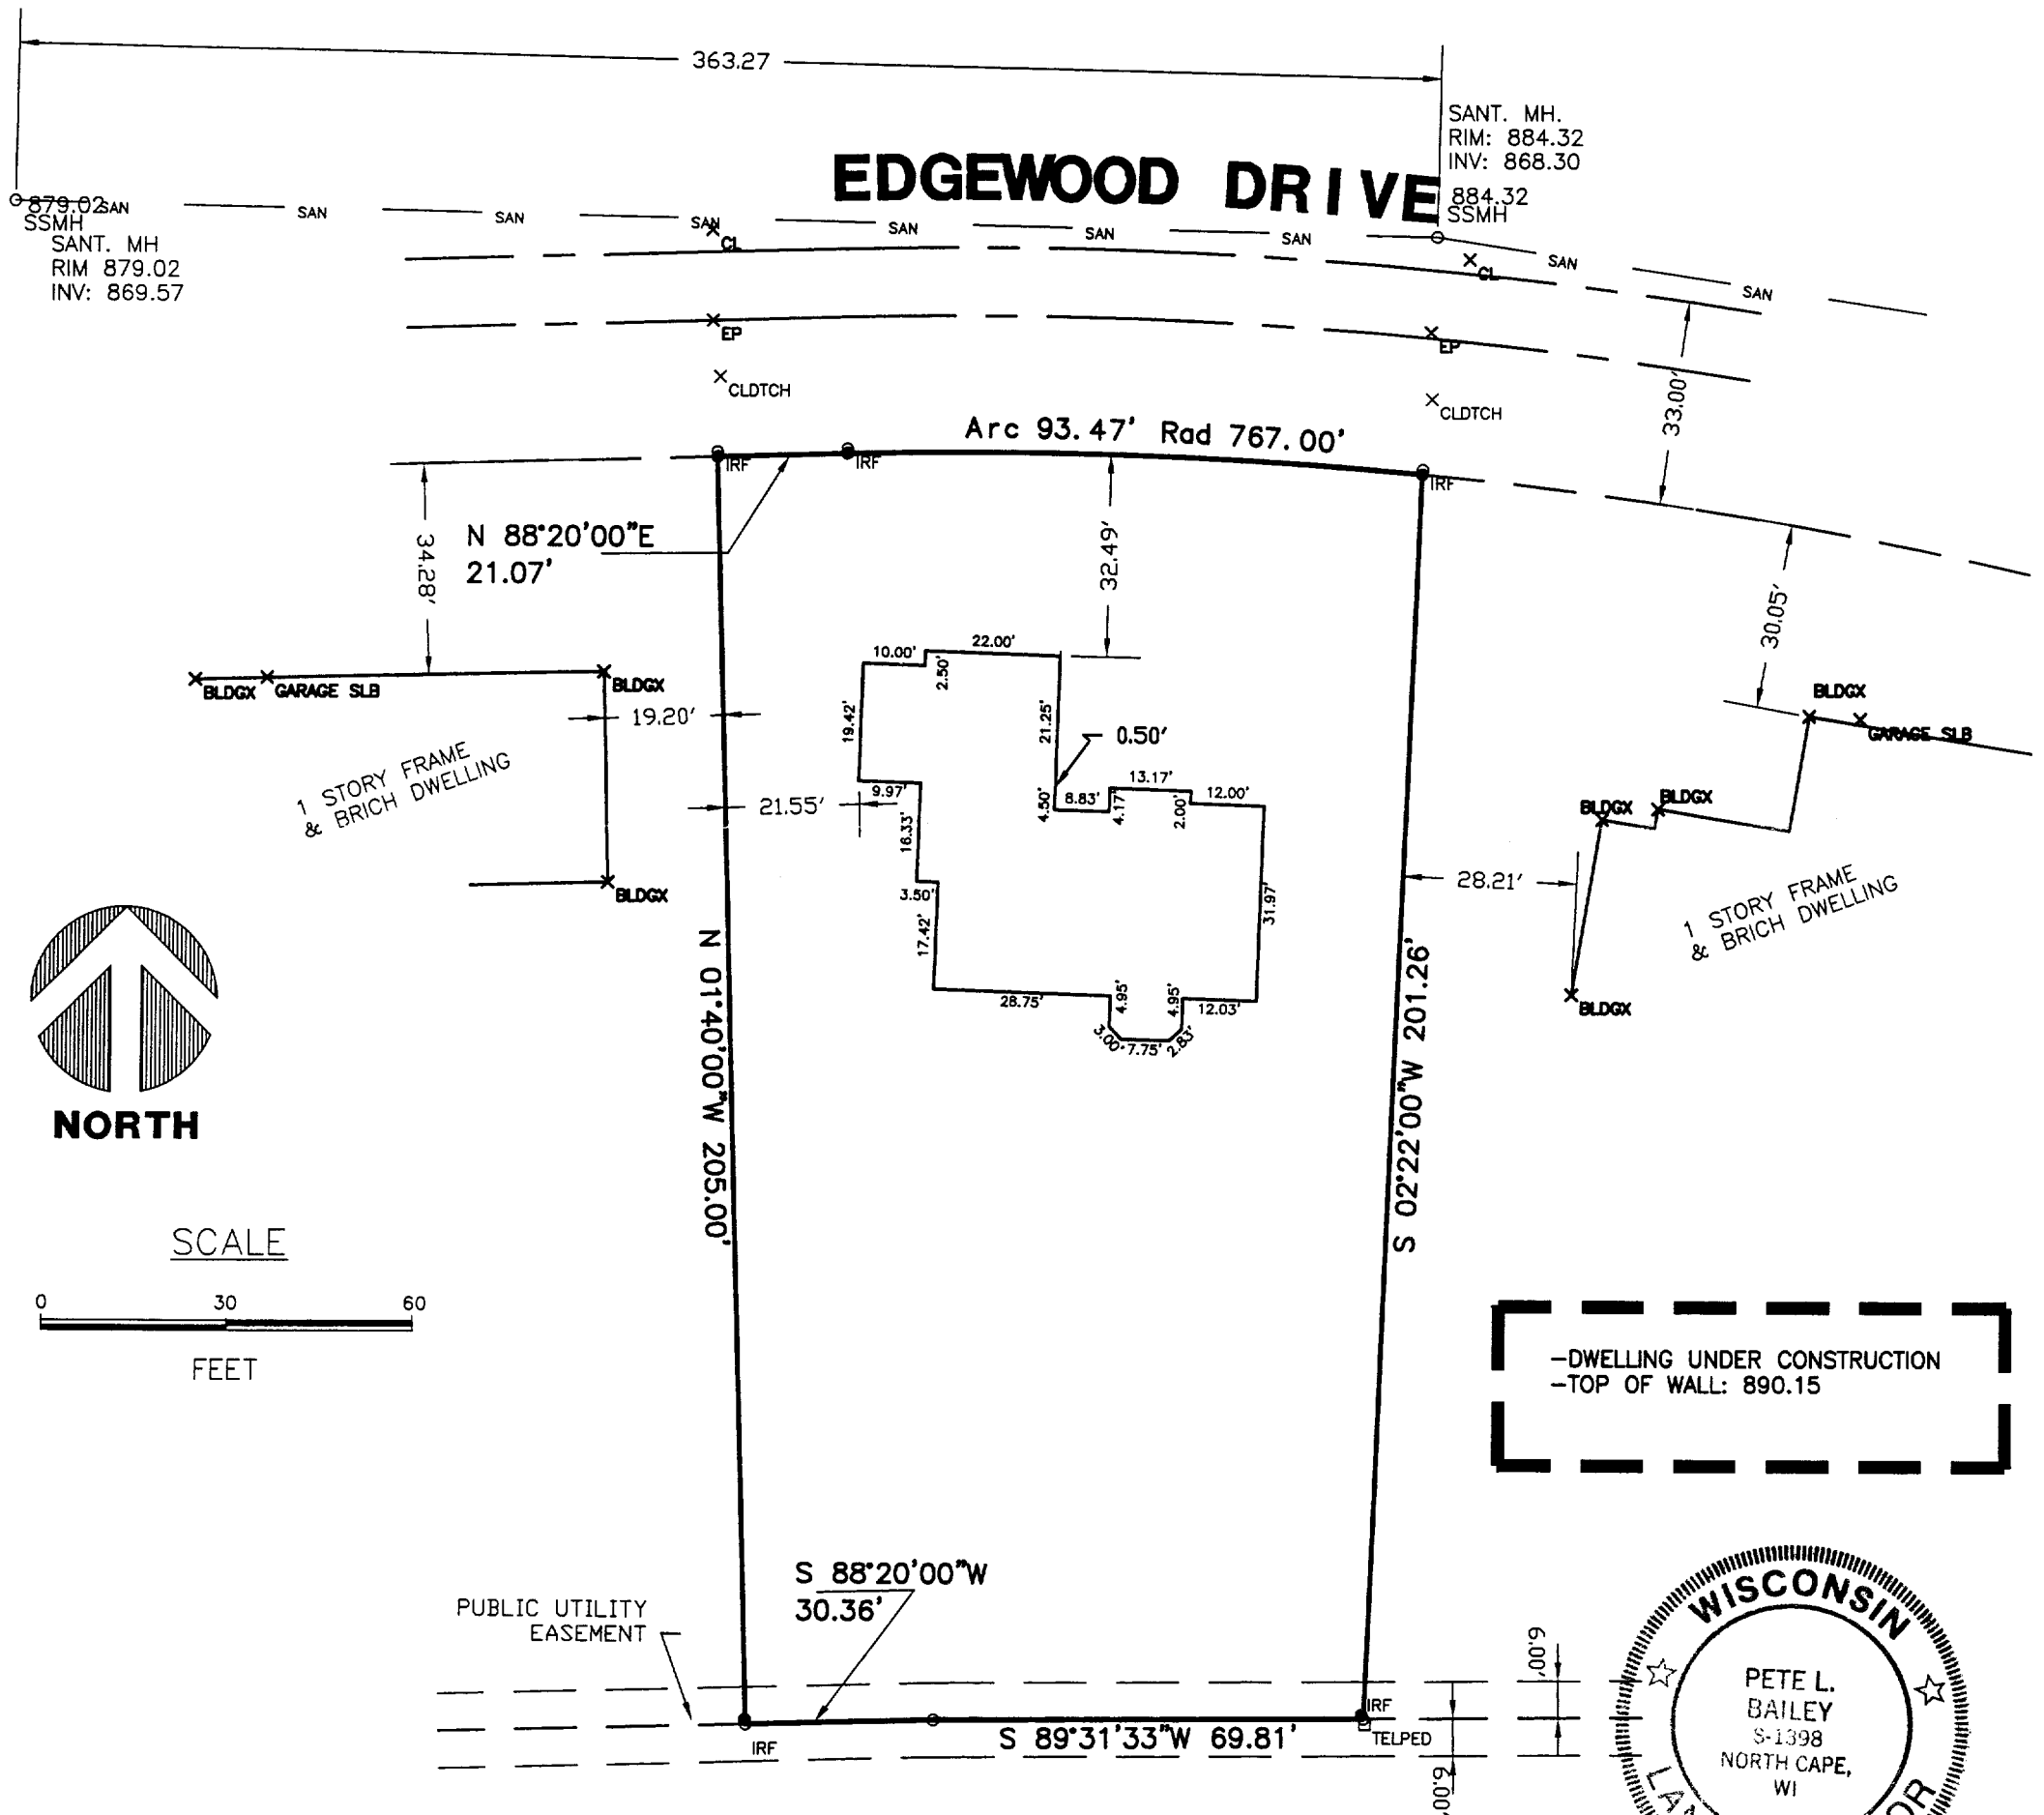 363.27
SANT. MH.
RIM: 884.32
INV: 868.30
EDGEWOOD DRIVE
884.32
SSMH
879.02
SAN
SAN
SAN
SAN
SAN
SAN
SAN
SAN
SAN
SAN
SSMH
SANT. MH
RIM 879.02
INV: 869.57
CL
CL
EP
EP
CLDTCH
CLDTCH
33.00'
Arc 93.47' Rad 767.00'
IRF
IRF
IRF
34.28'
N 88°20'00"E
21.07'
32.49'
30.05'
BLDGX
GARAGE SLB
BLDGX
19.20'
1 STORY FRAME
& BRICH DWELLING
BLDGX
10.00'
22.00'
2.50'
19.42'
21.25'
0.50'
9.97'
21.55'
16.33'
4.50'
8.83'
4.17'
13.17'
2.00'
12.00'
3.50'
17.42'
31.97'
28.75'
4.95'
4.95'
12.03'
3.00'
7.75'
2.83'
BLDGX
GARAGE SLB
BLDGX
BLDGX
28.21'
1 STORY FRAME
& BRICH DWELLING
BLDGX
N 01°40'00"W 205.00'
S 02°22'00"W 201.26'
NORTH
SCALE
0 30 60
FEET
-DWELLING UNDER CONSTRUCTION
-TOP OF WALL: 890.15
S 88°20'00"W
30.36'
PUBLIC UTILITY
EASEMENT
IRF
S 89°31'33"W 69.81'
IRF
TELPED
6.00'
6.00'
WISCONSIN
PETE L.
BAILEY
S-1398
NORTH CAPE,
WI